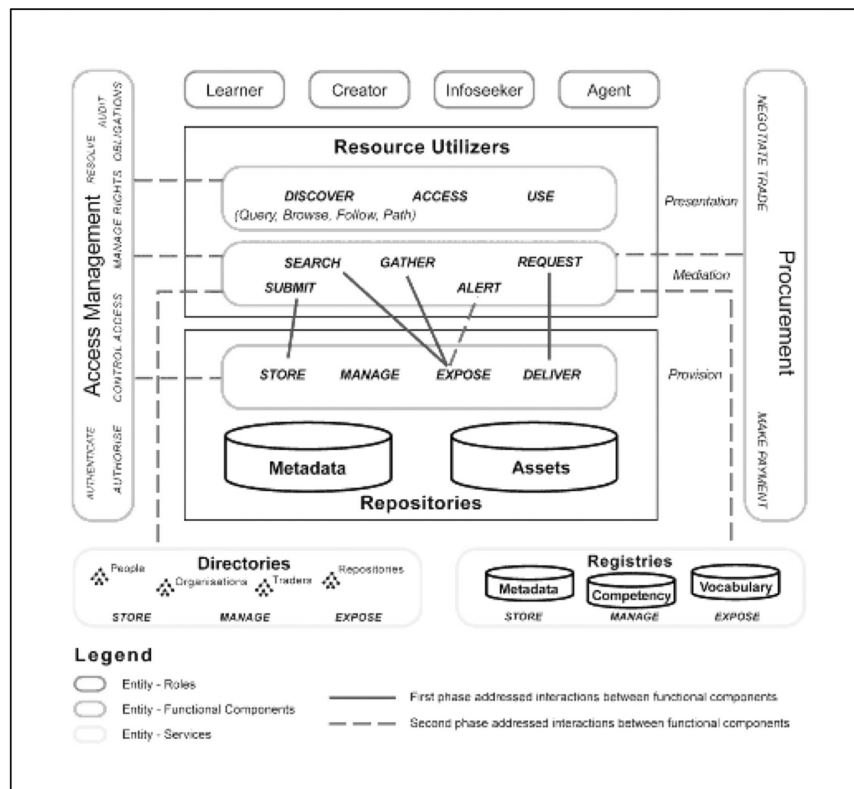 Learner Creator Infoseeker Agent
Resource Utilizers
DISCOVER ACCESS USE
(Query, Browse, Follow, Path)
SEARCH GATHER REQUEST
SUBMIT ALERT
STORE MANAGE EXPOSE DELIVER
Metadata Assets
Repositories
Access Management
AUTHENTICATE RESOLVE AUDIT
AUTHORISE CONTROL ACCESS MANAGE RIGHTS OBLIGATIONS
Presentation
Mediation
Provision
Procurement
NEGOTIATE TRADE
MAKE PAYMENT
Directories
People Organisations Traders Repositories
STORE MANAGE EXPOSE
Registries
Metadata Competency Vocabulary
STORE MANAGE EXPOSE
Legend
Entity - Roles
Entity - Functional Components
Entity - Services
First phase addressed interactions between functional components
Second phase addressed interactions between functional components